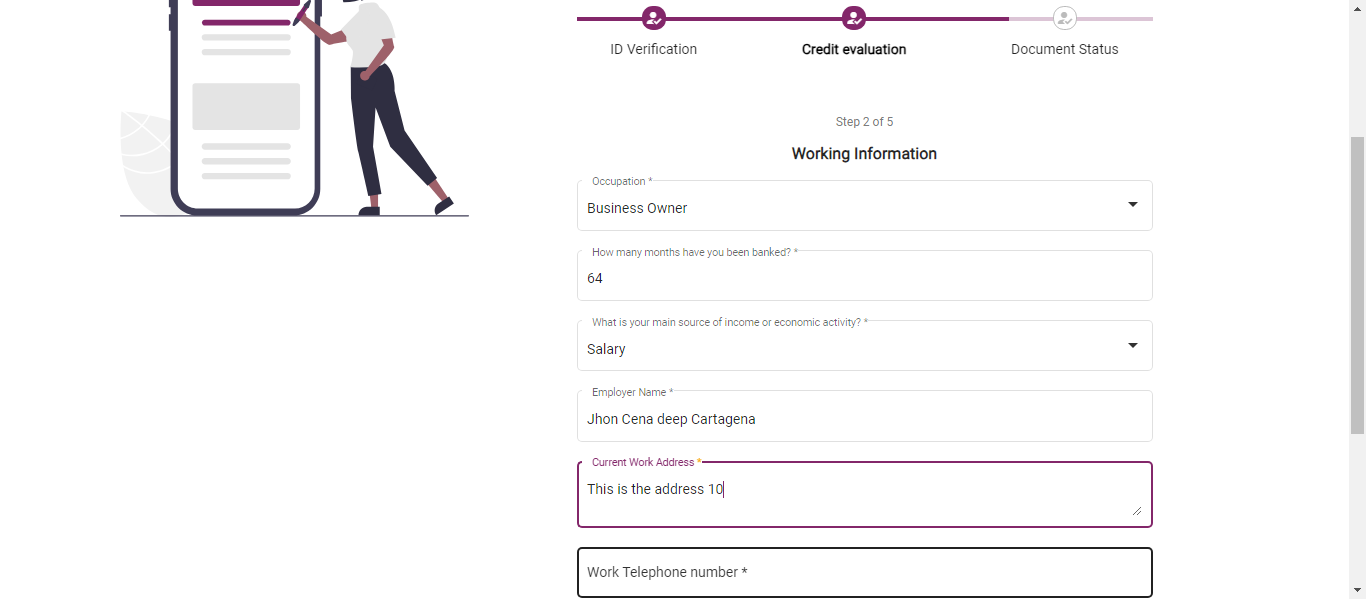 ID Verification
Credit evaluation
Document Status
Step 2 of 5
Working Information
Occupation *
Business Owner
How many months have you been banked? *
64
What is your main source of income or economic activity? *
Salary
Employer Name *
Jhon Cena deep Cartagena
Current Work Address *
This is the address 10
Work Telephone number *